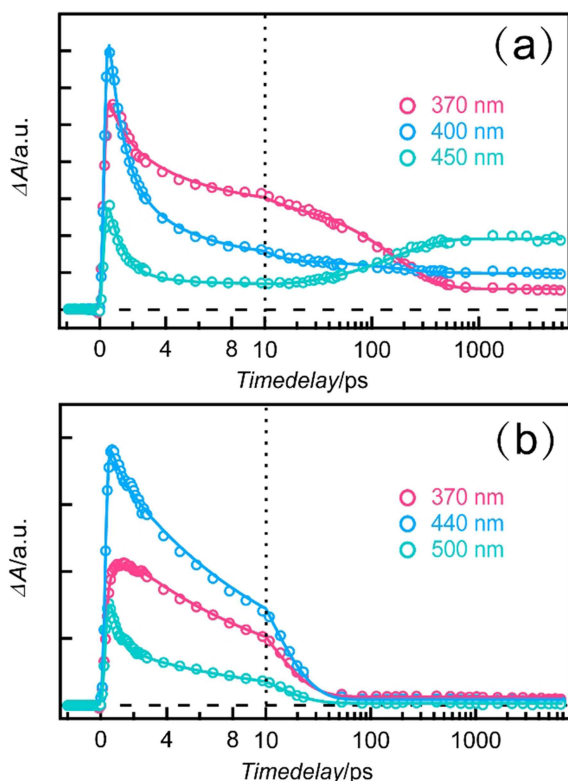 (a)
370 nm
400 nm
450 nm
ΔA/a.u.
0 4 8 10 100 1000
Timedelay/ps
(b)
370 nm
440 nm
500 nm
ΔA/a.u.
0 4 8 10 100 1000
Timedelay/ps